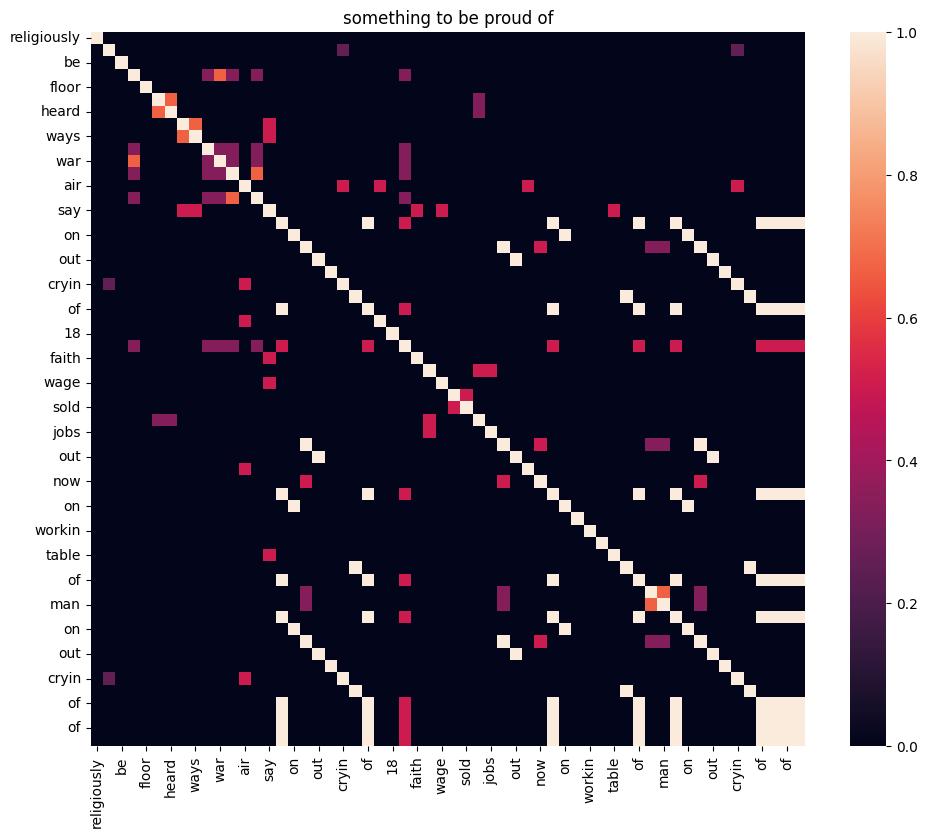 something to be proud of
religiously
be
floor
heard
ways
war
air
say
on
out
cryin
of
18
faith
wage
sold
jobs
out
now
on
workin
table
of
man
on
out
cryin
of
of
1.0
0.8
0.6
0.4
0.2
0.0
religiously
be
floor
heard
ways
war
air
say
on
out
cryin
of
18
faith
wage
sold
jobs
out
now
on
workin
table
of
man
on
out
cryin
of
of